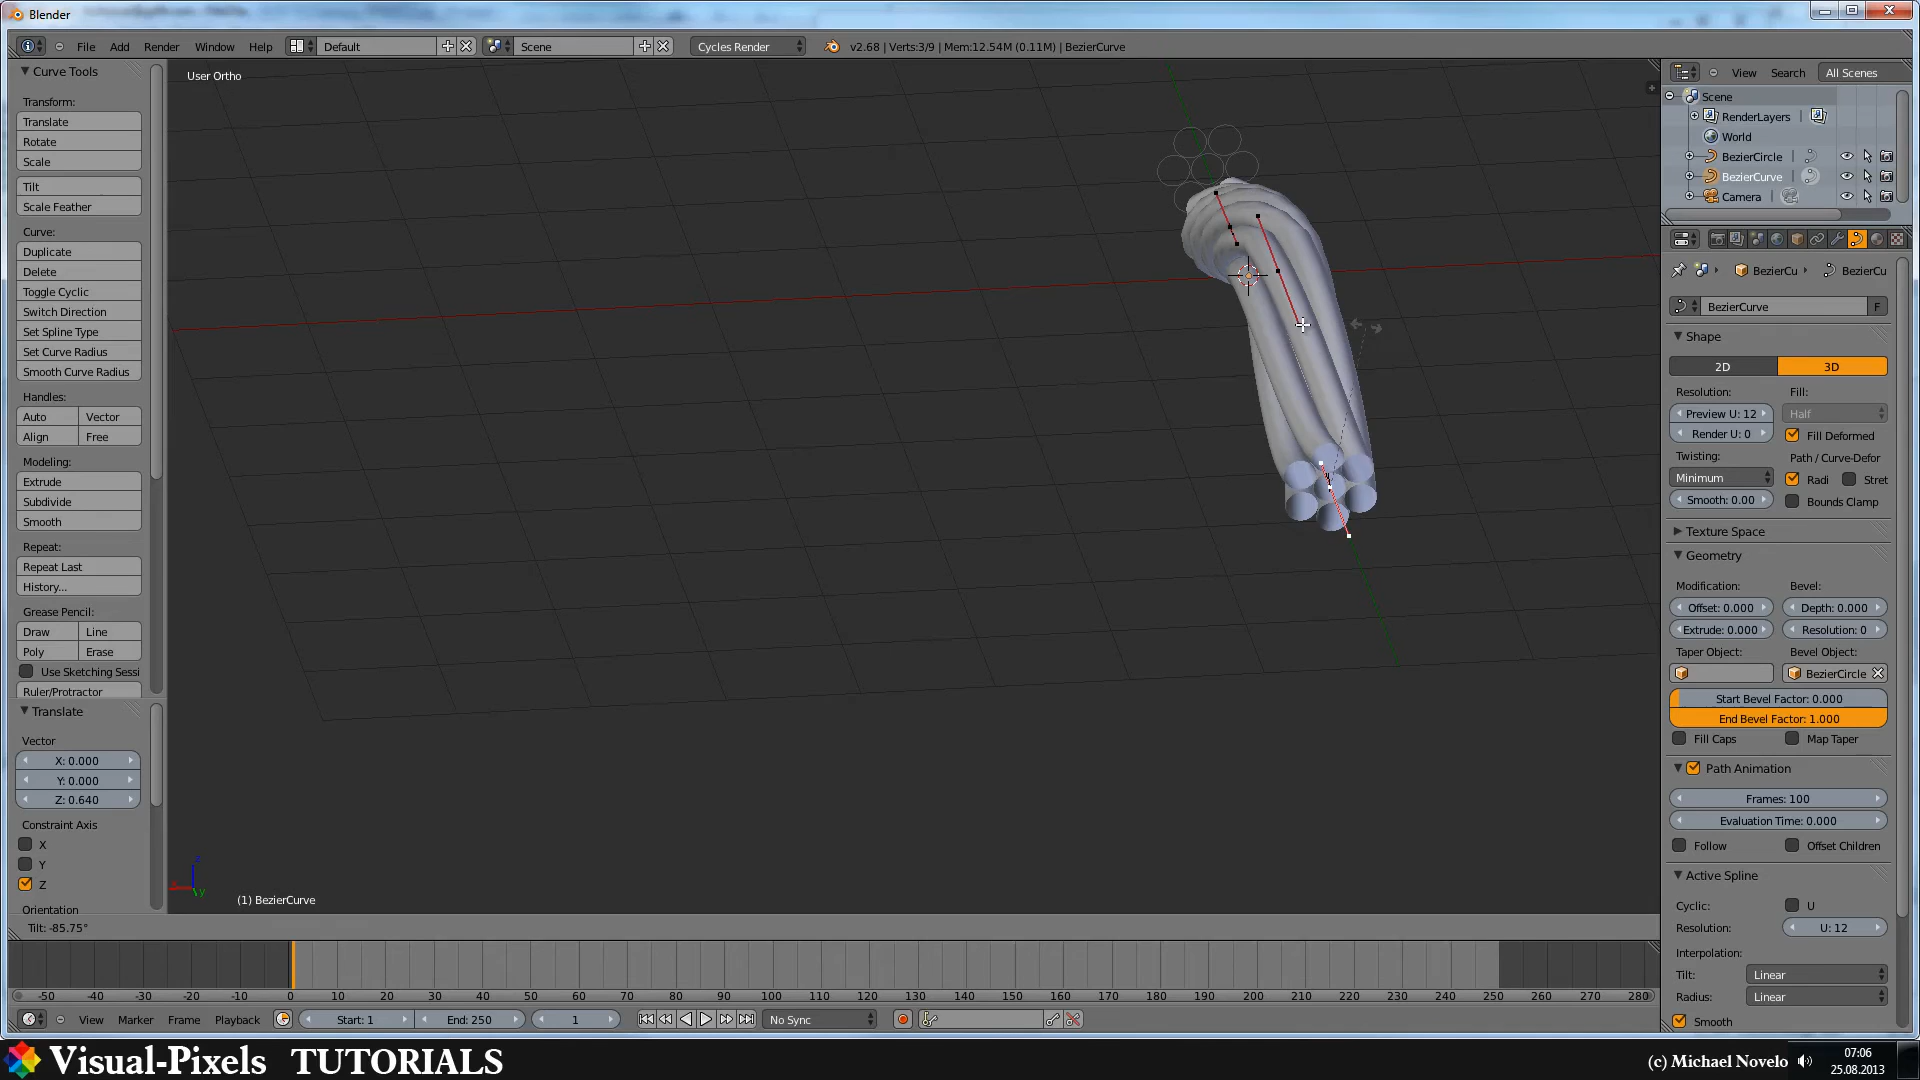 Blender
File Add Render Window Help Default Scene Cycles Render v2.68 | Verts:3/9 | Mem:12.54M (0.11M) | BezierCurve
Curve Tools
Transform:
Translate
Rotate
Scale
Tilt
Scale Feather
Curve:
Duplicate
Delete
Toggle Cyclic
Switch Direction
Set Spline Type
Set Curve Radius
Smooth Curve Radius
Handles:
Auto Vector
Align Free
Modeling:
Extrude
Subdivide
Smooth
Repeat:
Repeat Last
History...
Grease Pencil:
Draw Line
Poly Erase
Use Sketching Sessi
Ruler/Protractor
Translate
Vector
X: 0.000
Y: 0.000
Z: 0.640
Constraint Axis
X
Y
Z
Orientation
User Ortho
z
y
(1) BezierCurve
Tilt: -85.75°
View Search All Scenes
Scene
RenderLayers
World
BezierCircle
BezierCurve
Camera
BezierCu BezierCu
BezierCurve F
Shape
2D 3D
Resolution: Fill:
Preview U: 12 Half
Render U: 0 Fill Deformed
Twisting: Path / Curve-Defor
Minimum Radi Stret
Smooth: 0.00 Bounds Clamp
Texture Space
Geometry
Modification: Bevel:
Offset: 0.000 Depth: 0.000
Extrude: 0.000 Resolution: 0
Taper Object: Bevel Object:
BezierCircle
Start Bevel Factor: 0.000
End Bevel Factor: 1.000
Fill Caps Map Taper
Path Animation
Frames: 100
Evaluation Time: 0.000
Follow Offset Children
Active Spline
Cyclic: U
Resolution: U: 12
Interpolation:
Tilt: Linear
Radius: Linear
Smooth
-50 -40 -30 -20 -10 0 10 20 30 40 50 60 70 80 90 100 110 120 130 140 150 160 170 180 190 200 210 220 230 240 250 260 270 280
View Marker Frame Playback Start: 1 End: 250 1 No Sync
Visual-Pixels TUTORIALS
(c) Michael Novelo
07:06
25.08.2013